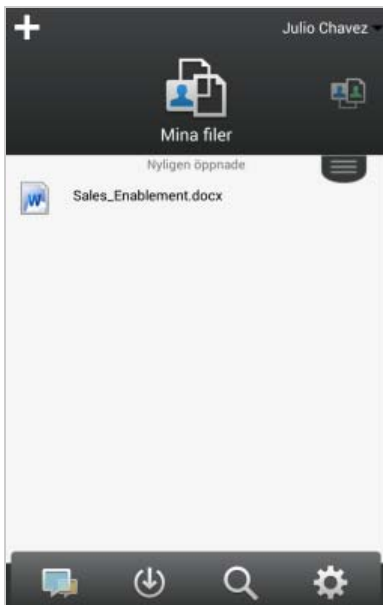 Julio Chavez
Mina filer
Nyligen öppnade
Sales_Enablement.docx